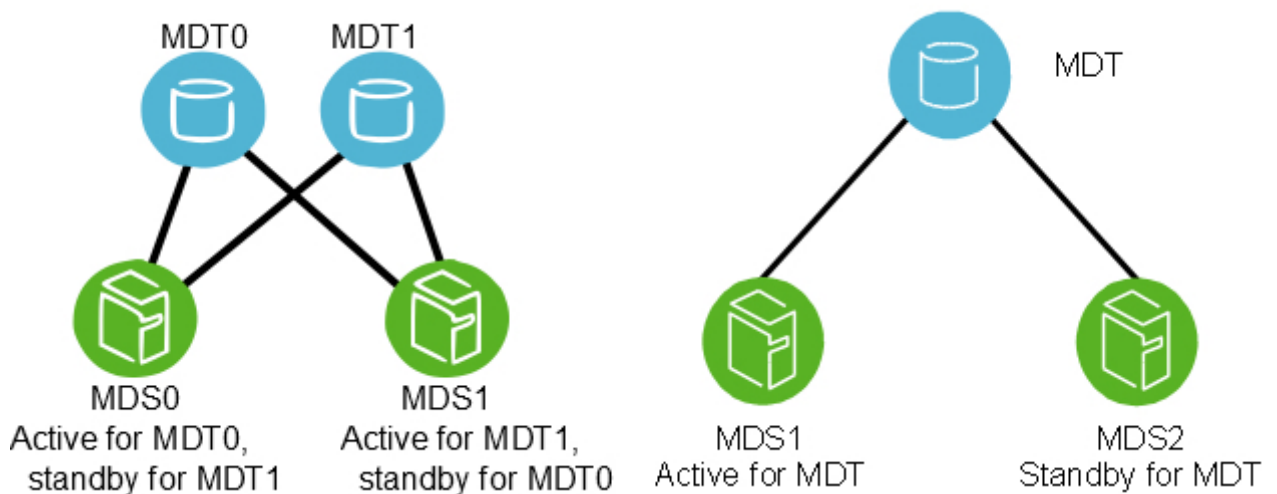 MDT0
MDT1
MDS0
Active for MDT0,
standby for MDT1
MDS1
Active for MDT1,
standby for MDT0
MDT
MDS1
Active for MDT
MDS2
Standby for MDT